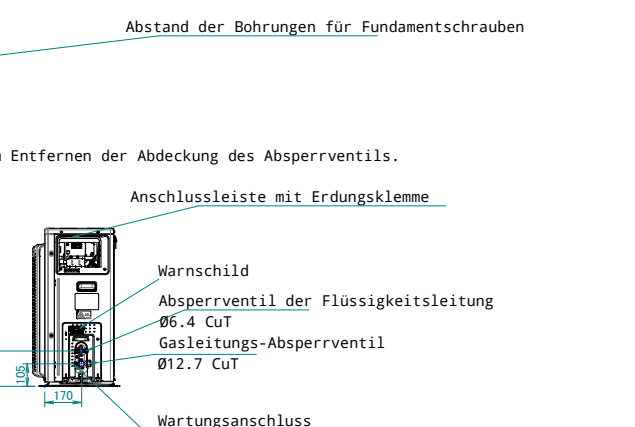 Abstand der Bohrungen für Fundamentschrauben
Entfernen der Abdeckung des Absperrventils.
Anschlussleiste mit Erdungsklemme
Warnschild
Absperrventil der Flüssigkeitsleitung
Ø6.4 CuT
Gasleitungs-Absperrventil
Ø12.7 CuT
105
170
Wartungsanschluss